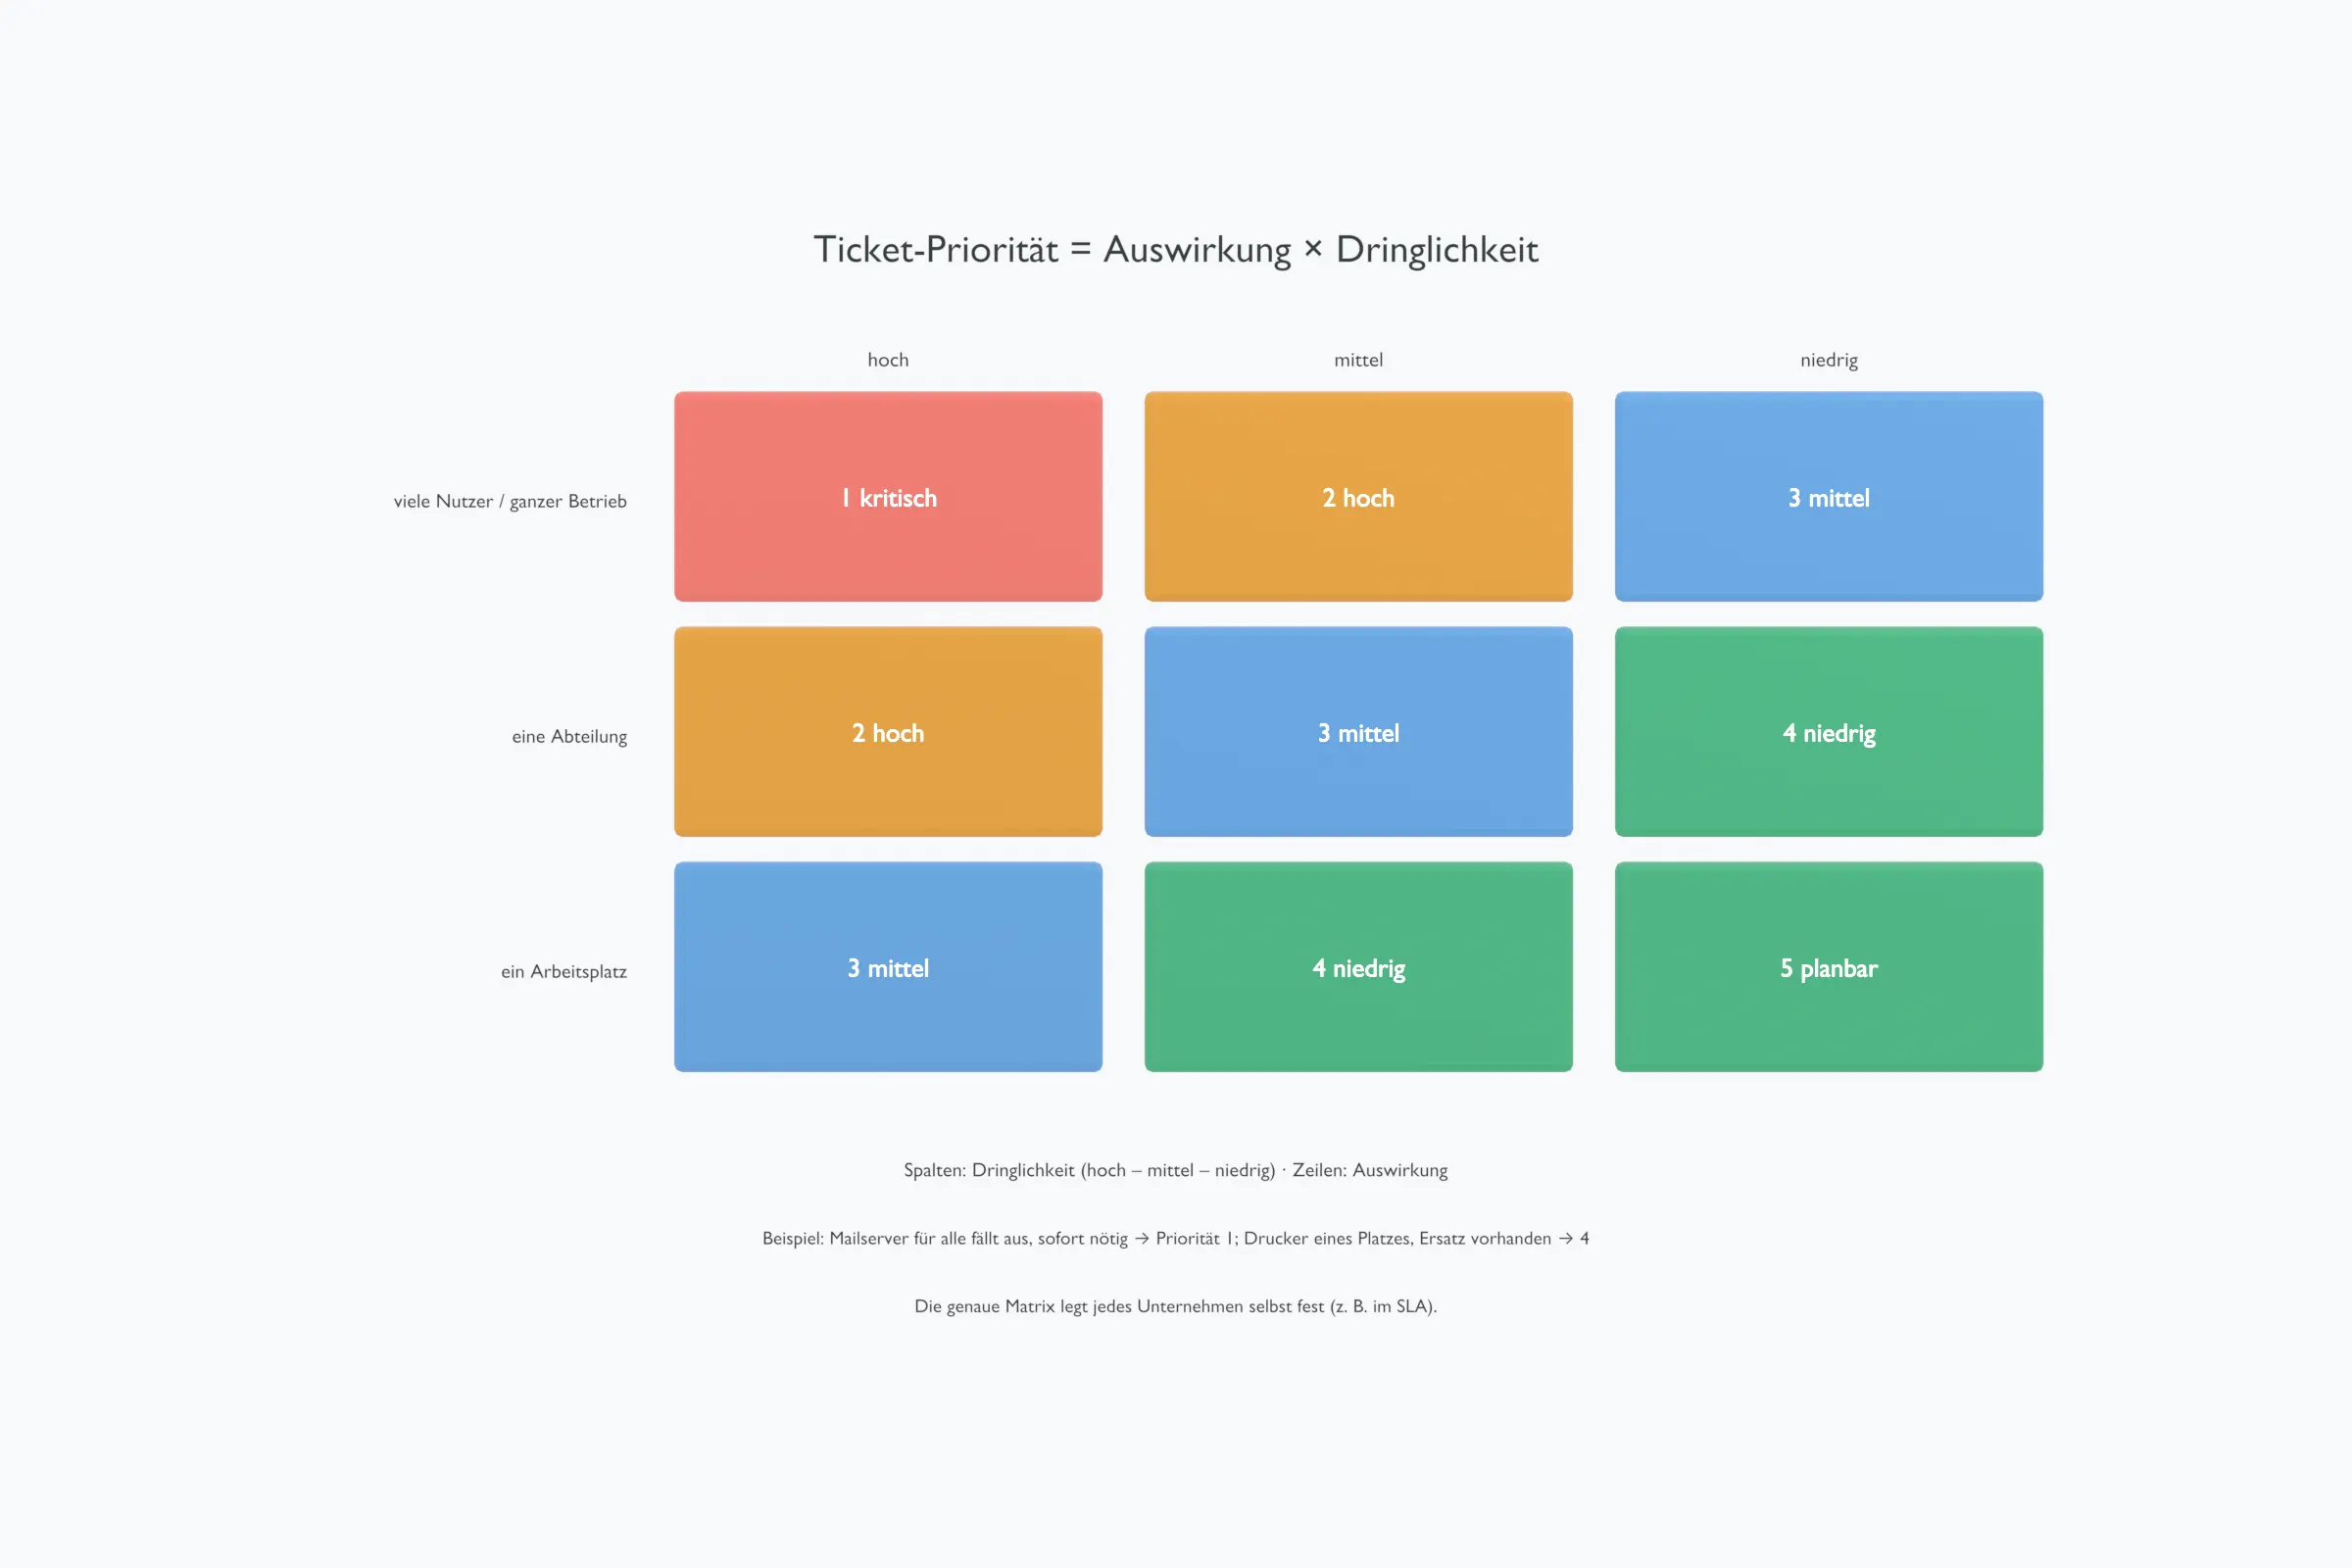 Ticket-Priorität = Auswirkung × Dringlichkeit
hoch mittel niedrig
viele Nutzer / ganzer Betrieb 1 kritisch 2 hoch 3 mittel
eine Abteilung 2 hoch 3 mittel 4 niedrig
ein Arbeitsplatz 3 mittel 4 niedrig 5 planbar
Spalten: Dringlichkeit (hoch – mittel – niedrig) · Zeilen: Auswirkung
Beispiel: Mailserver für alle fällt aus, sofort nötig → Priorität 1; Drucker eines Platzes, Ersatz vorhanden → 4
Die genaue Matrix legt jedes Unternehmen selbst fest (z. B. im SLA).